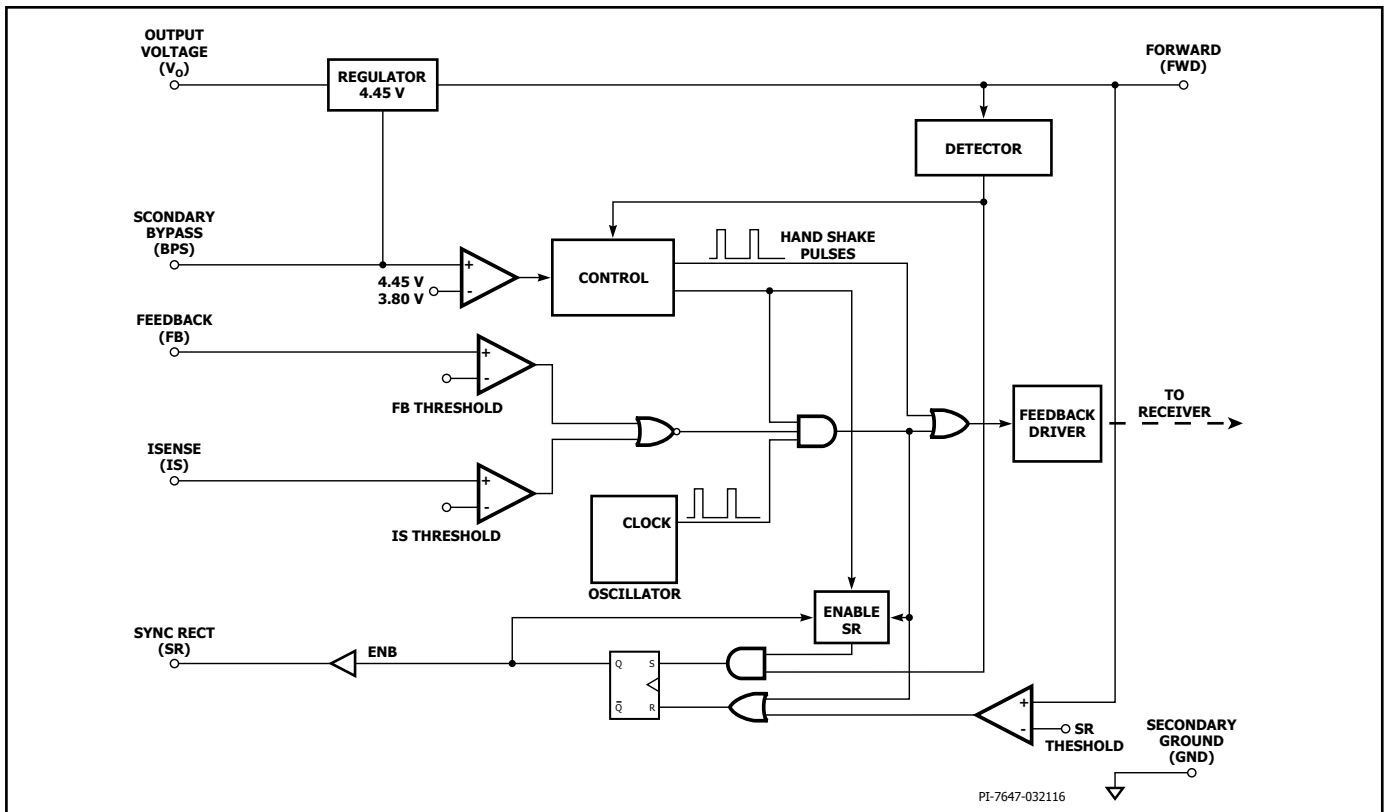 OUTPUT
VOLTAGE
(VO)
REGULATOR
4.45 V
FORWARD
(FWD)
DETECTOR
SCONDARY
BYPASS
(BPS)
+
-
4.45 V
3.80 V
CONTROL
HAND SHAKE
PULSES
FEEDBACK
(FB)
+
-
FB THRESHOLD
FEEDBACK
DRIVER
TO
RECEIVER
ISENSE
(IS)
+
-
IS THRESHOLD
CLOCK
OSCILLATOR
ENABLE
SR
SYNC RECT
(SR)
ENB
Q
S
Q̅
R
+
-
SR
THESHOLD
SECONDARY
GROUND
(GND)
PI-7647-032116